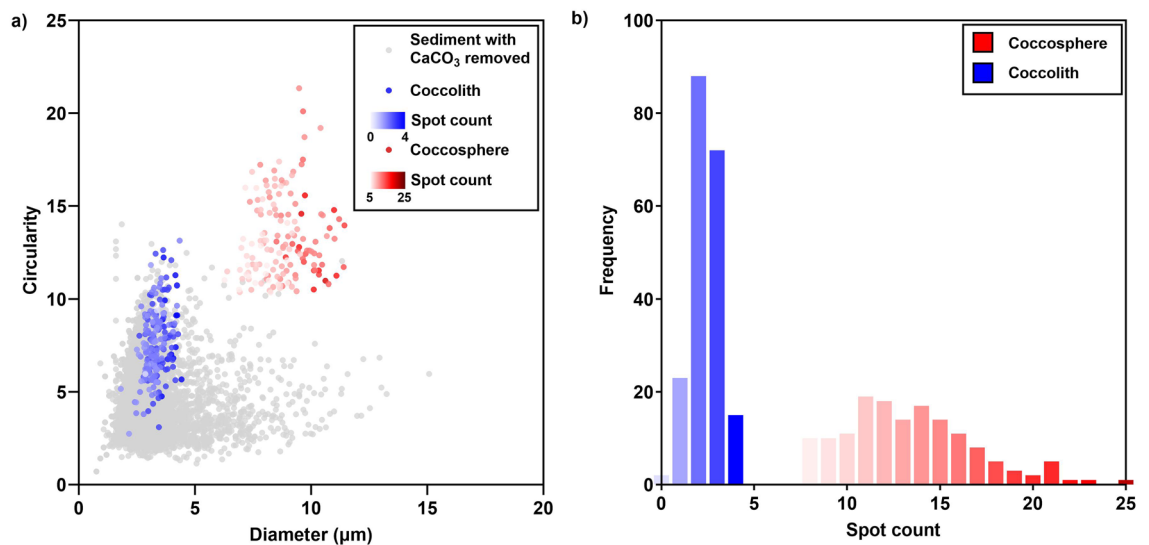 a)
25
20
15
10
5
0
Circularity
0
5
10
15
20
Diameter (µm)
Sediment with
CaCO₃ removed
Coccolith
Spot count
0 4
Coccosphere
Spot count
5 25
b)
100
80
60
40
20
0
Frequency
0
5
10
15
20
25
Spot count
Coccosphere
Coccolith